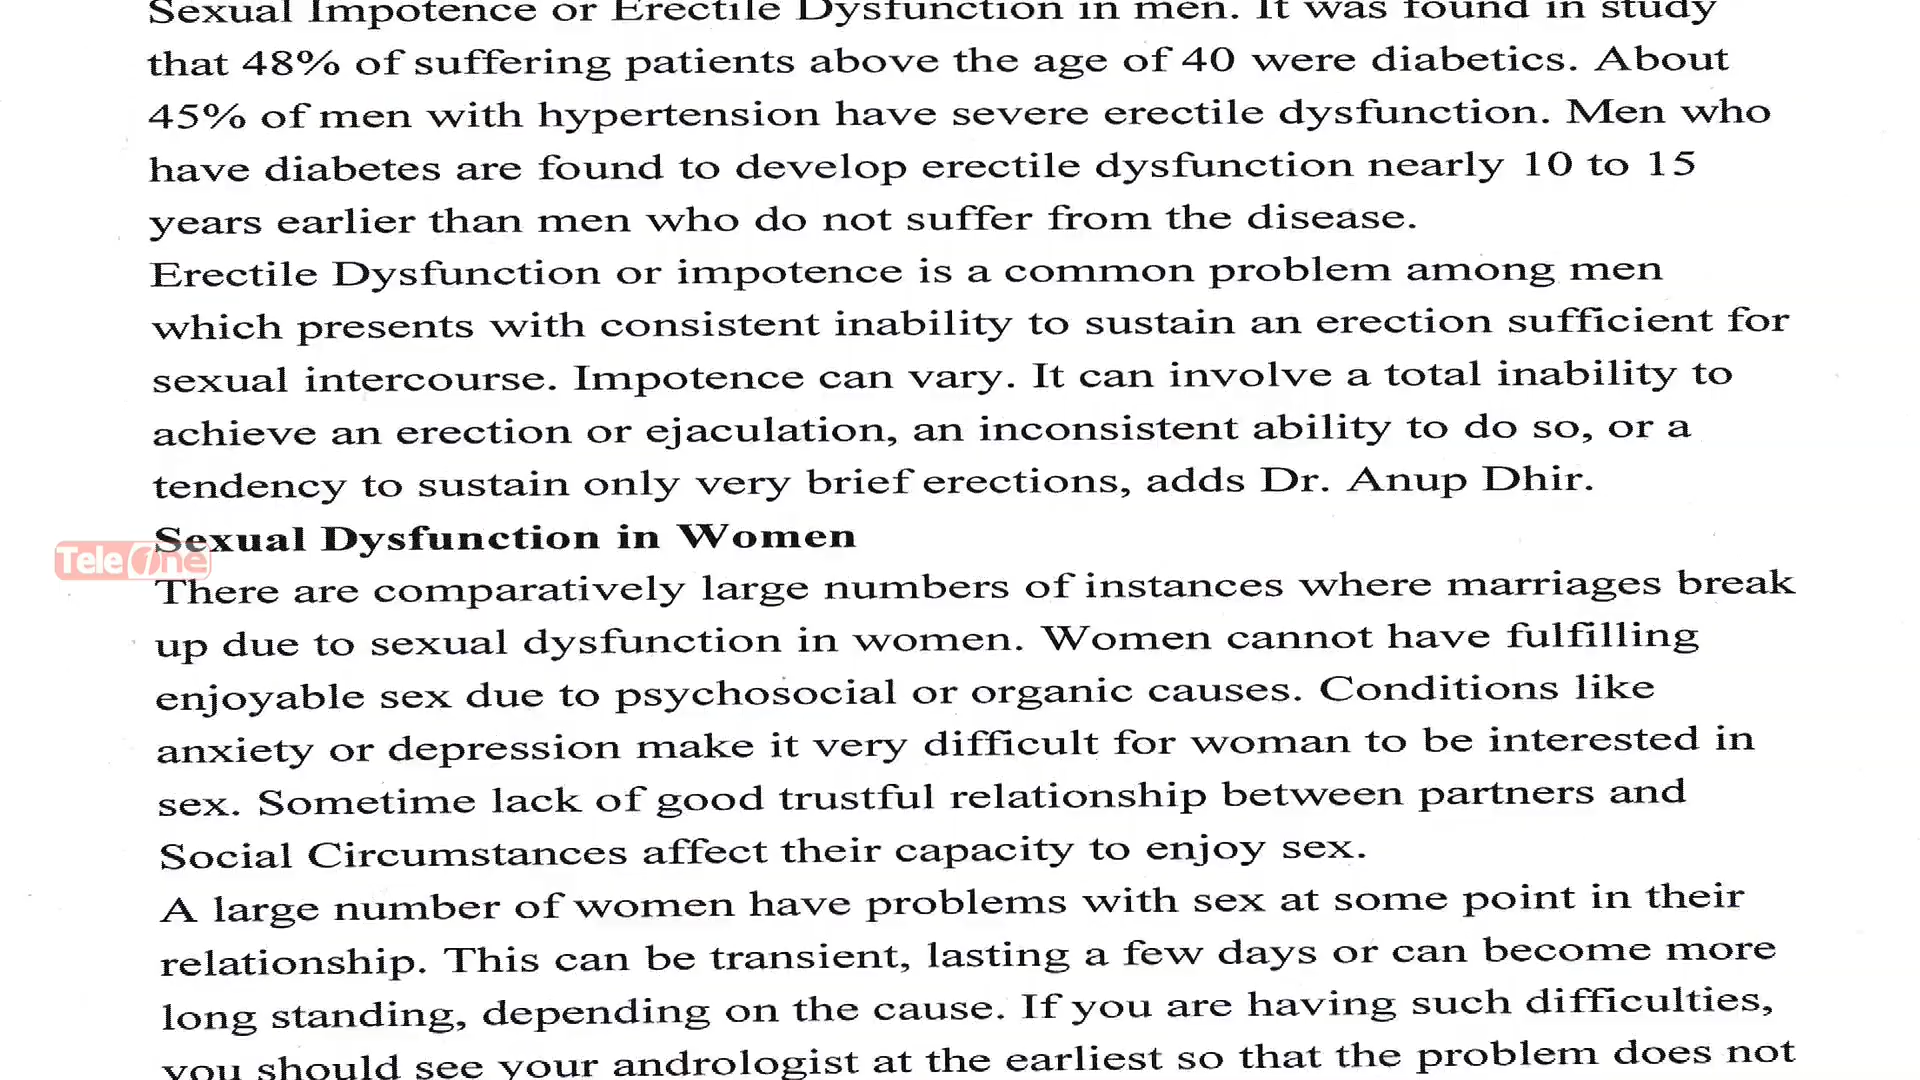 Sexual Impotence or Erectile Dysfunction in men. It was found in study
that 48% of suffering patients above the age of 40 were diabetics. About
45% of men with hypertension have severe erectile dysfunction. Men who
have diabetes are found to develop erectile dysfunction nearly 10 to 15
years earlier than men who do not suffer from the disease.
Erectile Dysfunction or impotence is a common problem among men
which presents with consistent inability to sustain an erection sufficient for
sexual intercourse. Impotence can vary. It can involve a total inability to
achieve an erection or ejaculation, an inconsistent ability to do so, or a
tendency to sustain only very brief erections, adds Dr. Anup Dhir.
Sexual Dysfunction in Women
Tele One
There are comparatively large numbers of instances where marriages break
up due to sexual dysfunction in women. Women cannot have fulfilling
enjoyable sex due to psychosocial or organic causes. Conditions like
anxiety or depression make it very difficult for woman to be interested in
sex. Sometime lack of good trustful relationship between partners and
Social Circumstances affect their capacity to enjoy sex.
A large number of women have problems with sex at some point in their
relationship. This can be transient, lasting a few days or can become more
long standing, depending on the cause. If you are having such difficulties,
you should see your andrologist at the earliest so that the problem does not